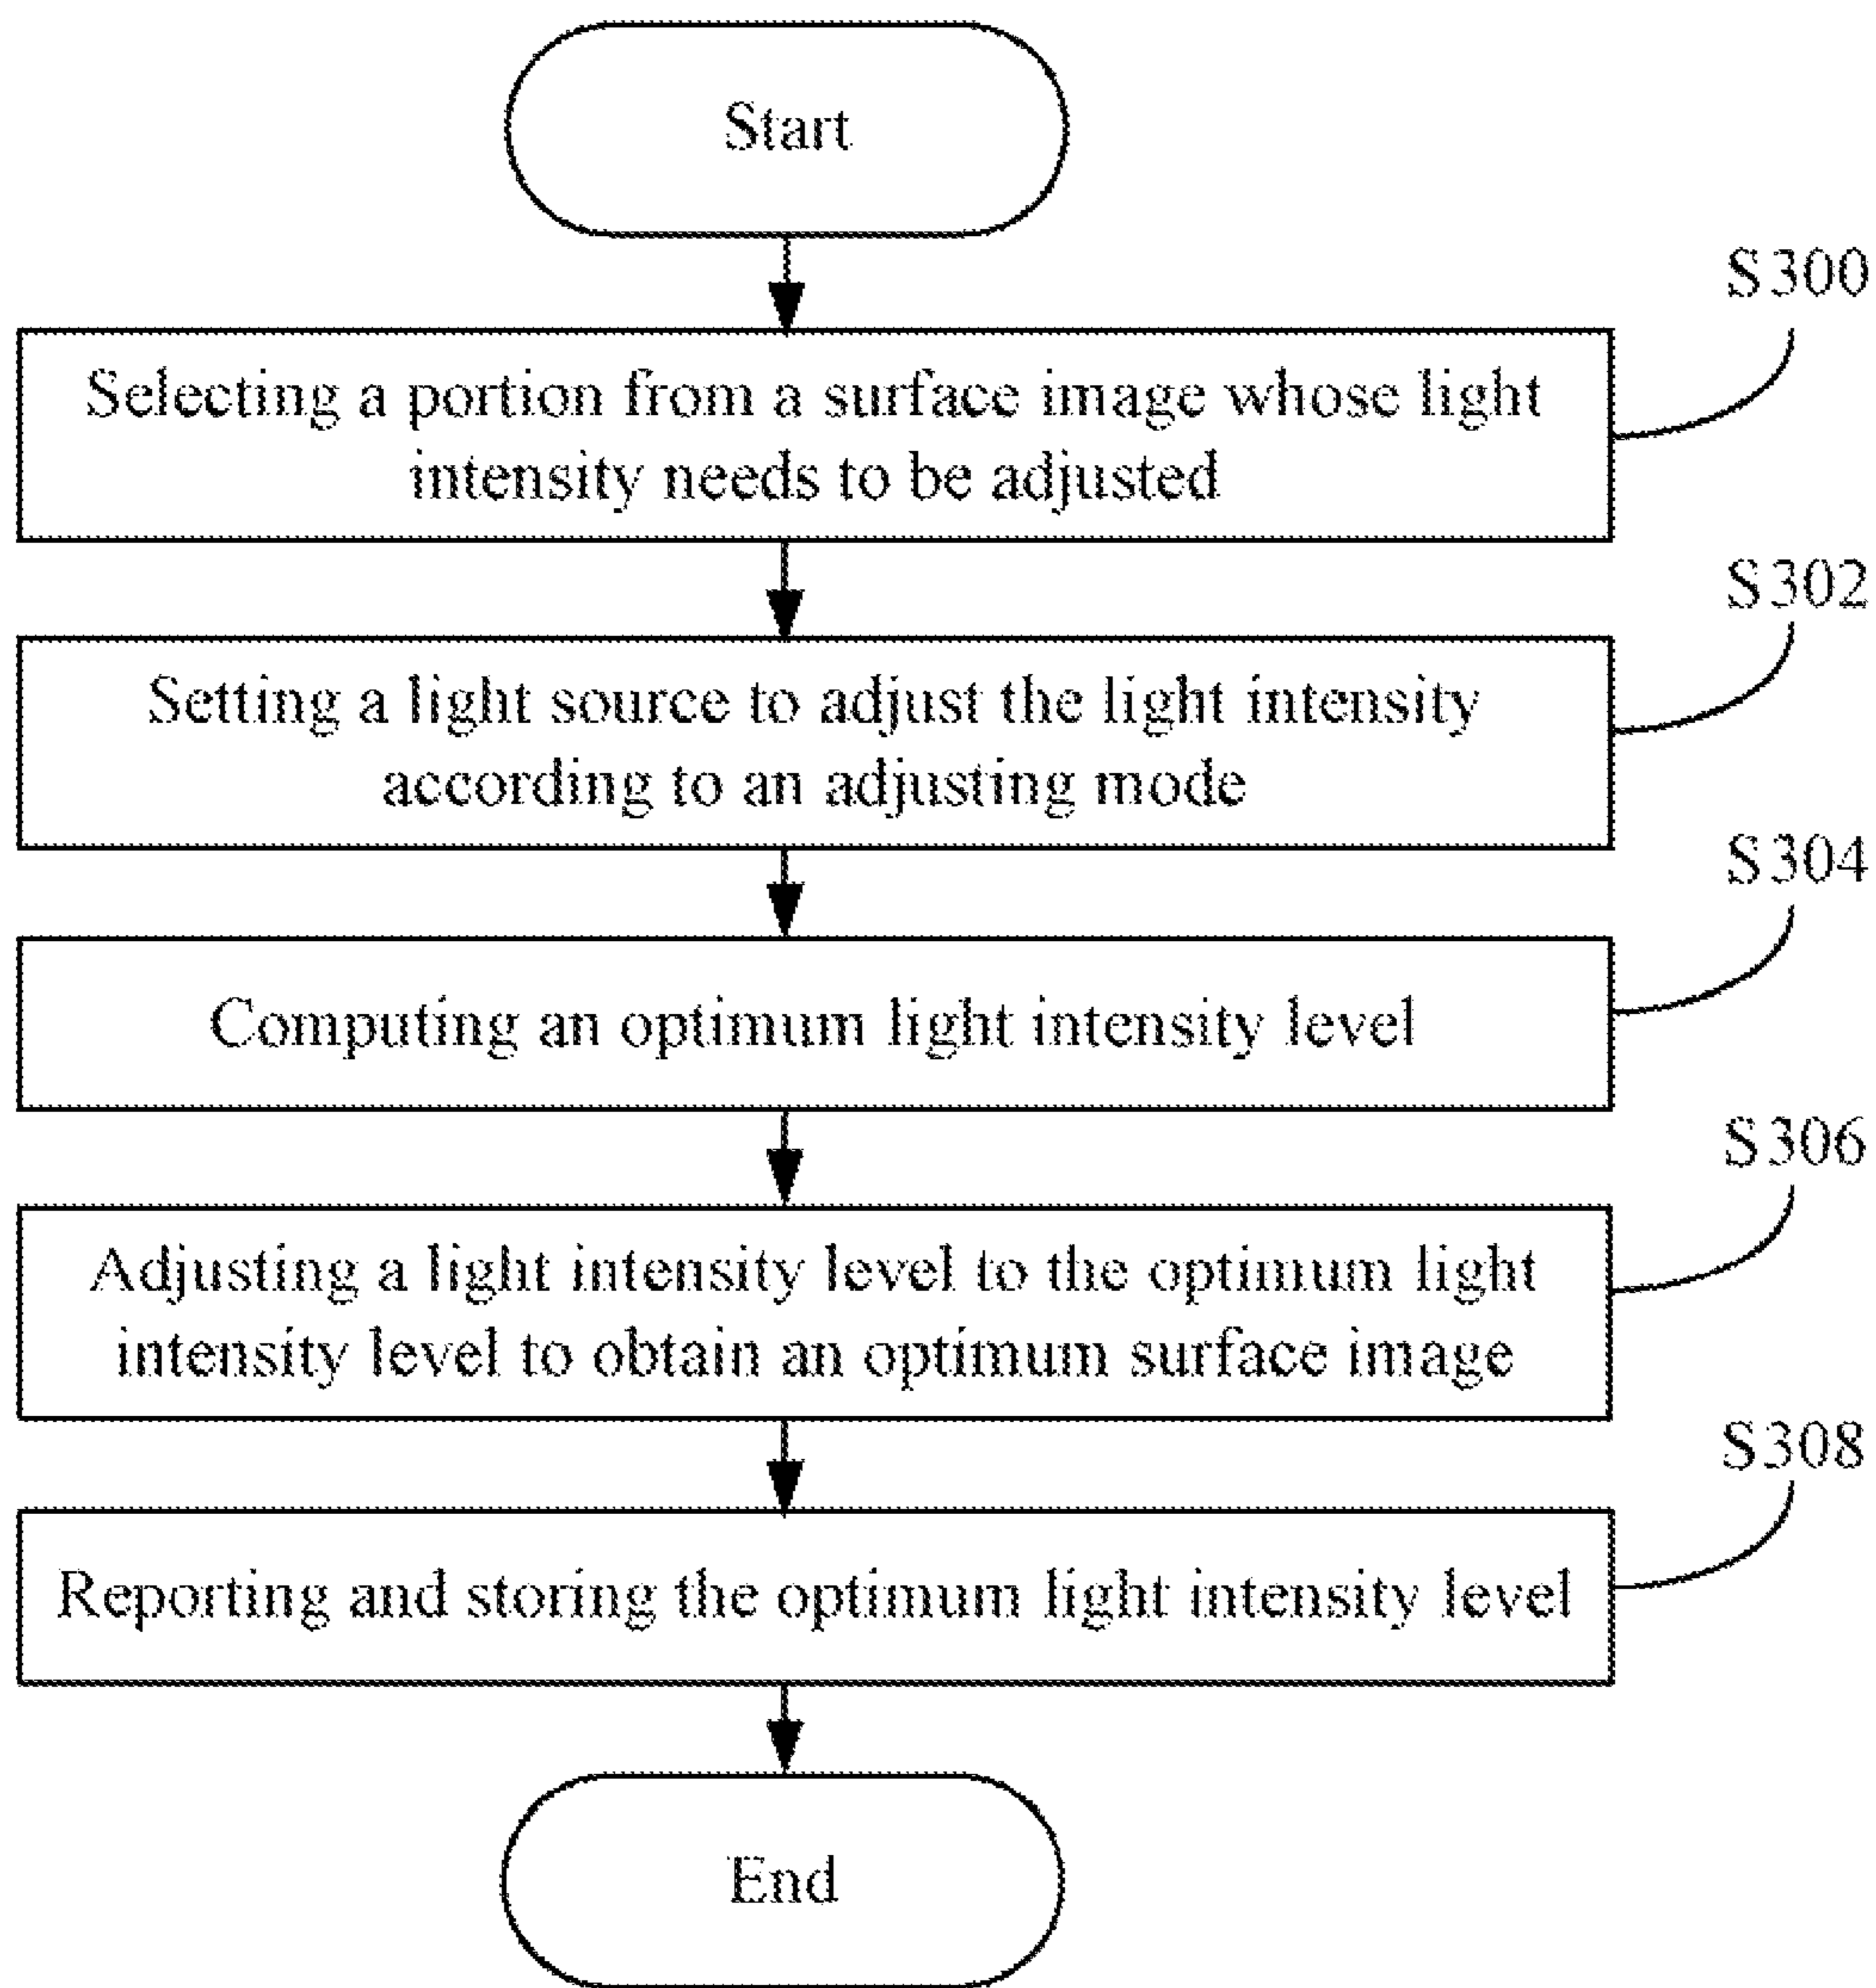 Start
S300
Selecting a portion from a surface image whose light
intensity needs to be adjusted
S302
Setting a light source to adjust the light intensity
according to an adjusting mode
S304
Computing an optimum light intensity level
S306
Adjusting a light intensity level to the optimum light
intensity level to obtain an optimum surface image
S308
Reporting and storing the optimum light intensity level
End